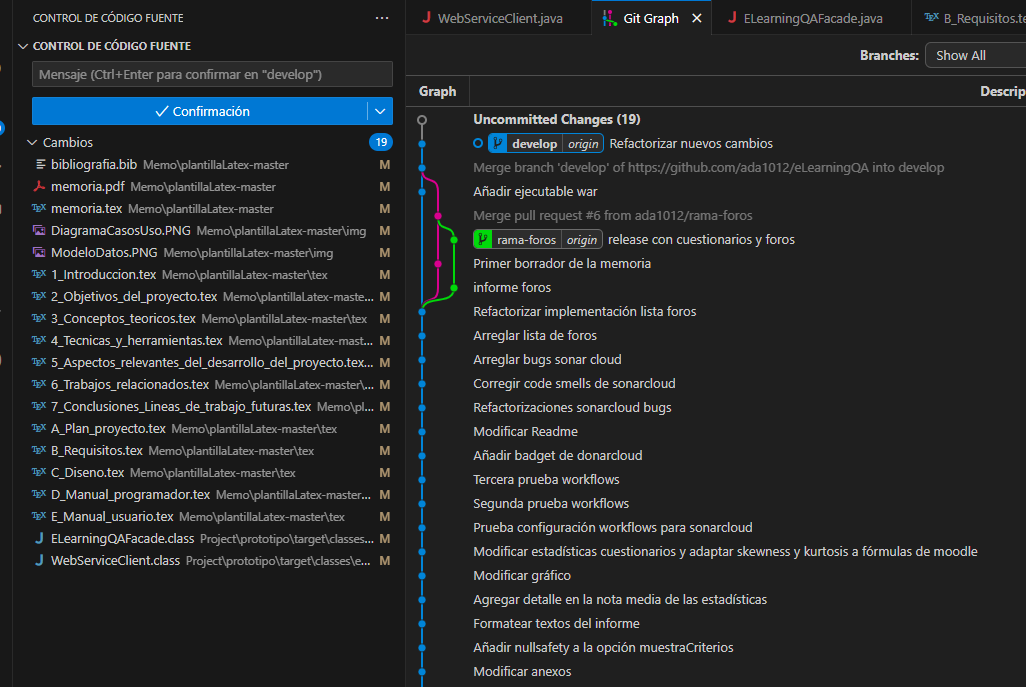 CONTROL DE CÓDIGO FUENTE
CONTROL DE CÓDIGO FUENTE
Mensaje (Ctrl+Enter para confirmar en "develop")
Confirmación
Cambios 19
bibliografia.bib Memo\plantillaLatex-master M
memoria.pdf Memo\plantillaLatex-master M
memoria.tex Memo\plantillaLatex-master M
DiagramaCasosUso.PNG Memo\plantillaLatex-master\img M
ModeloDatos.PNG Memo\plantillaLatex-master\img M
1_Introduccion.tex Memo\plantillaLatex-master\tex M
2_Objetivos_del_proyecto.tex Memo\plantillaLatex-maste... M
3_Conceptos_teoricos.tex Memo\plantillaLatex-master\tex M
4_Tecnicas_y_herramientas.tex Memo\plantillaLatex-mast... M
5_Aspectos_relevantes_del_desarrollo_del_proyecto.tex... M
6_Trabajos_relacionados.tex Memo\plantillaLatex-master\... M
7_Conclusiones_Lineas_de_trabajo_futuras.tex Memo\pl... M
A_Plan_proyecto.tex Memo\plantillaLatex-master\tex M
B_Requisitos.tex Memo\plantillaLatex-master\tex M
C_Diseno.tex Memo\plantillaLatex-master\tex M
D_Manual_programador.tex Memo\plantillaLatex-master... M
E_Manual_usuario.tex Memo\plantillaLatex-master\tex M
ELearningQAFacade.class Project\prototipo\target\classes... M
WebServiceClient.class Project\prototipo\target\classes\e... M
WebServiceClient.java
Git Graph
ELearningQAFacade.java
B_Requisitos.te
Branches: Show All
Graph Descrip
Uncommitted Changes (19)
develop origin Refactorizar nuevos cambios
Merge branch 'develop' of https://github.com/ada1012/eLearningQA into develop
Añadir ejecutable war
Merge pull request #6 from ada1012/rama-foros
rama-foros origin release con cuestionarios y foros
Primer borrador de la memoria
informe foros
Refactorizar implementación lista foros
Arreglar lista de foros
Arreglar bugs sonar cloud
Corregir code smells de sonarcloud
Refactorizaciones sonarcloud bugs
Modificar Readme
Añadir badget de donarcloud
Tercera prueba workflows
Segunda prueba workflows
Prueba configuración workflows para sonarcloud
Modificar estadísticas cuestionarios y adaptar skewness y kurtosis a fórmulas de moodle
Modificar gráfico
Agregar detalle en la nota media de las estadísticas
Formatear textos del informe
Añadir nullsafety a la opción muestraCriterios
Modificar anexos